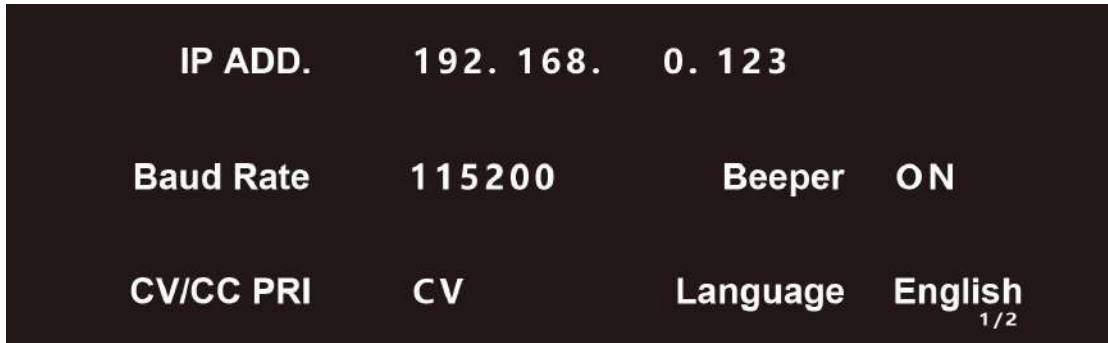 IP ADD. 192. 168. 0. 123
Baud Rate 115200 Beeper ON
CV/CC PRI CV Language English
1/2